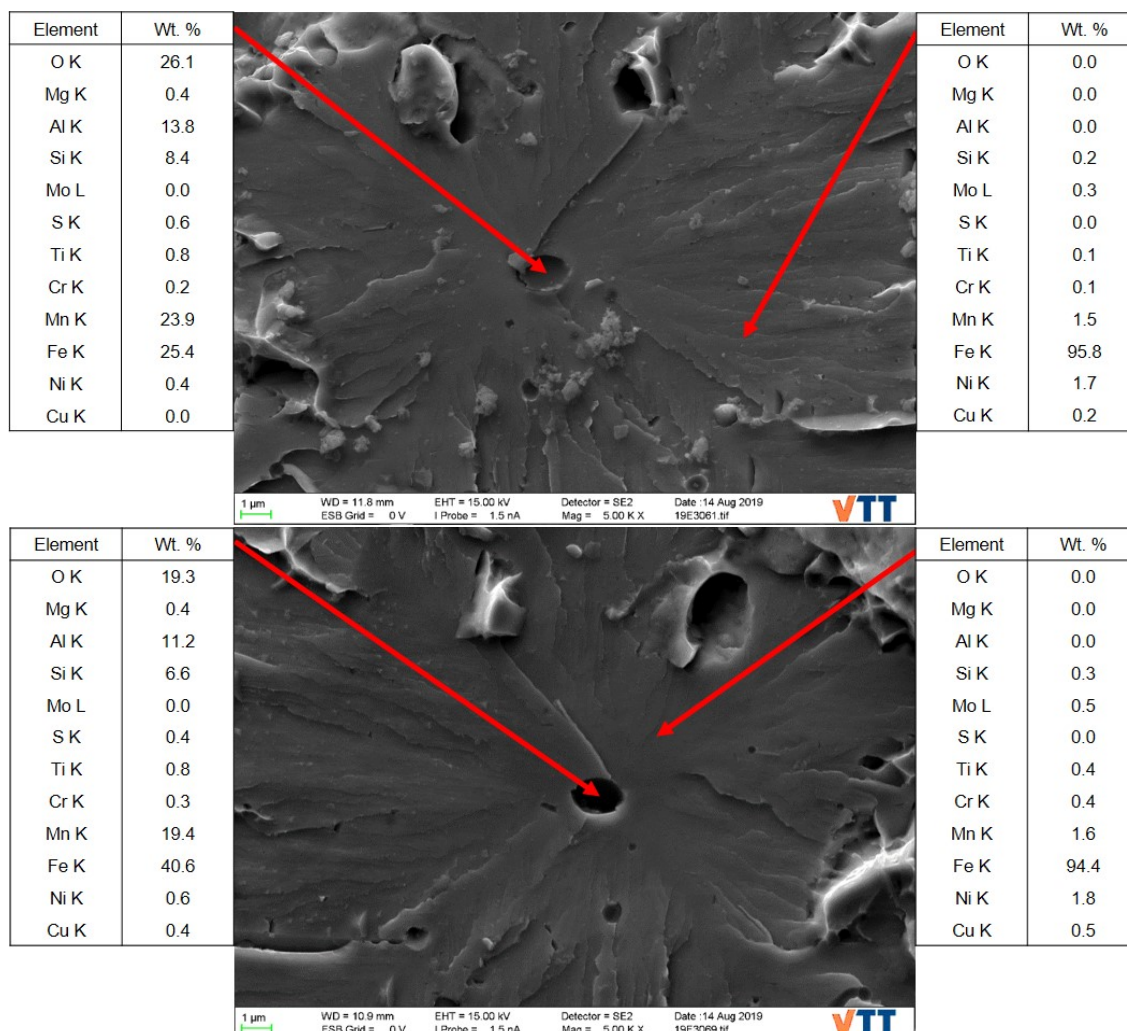 Element Wt. %
O K 26.1
Mg K 0.4
Al K 13.8
Si K 8.4
Mo L 0.0
S K 0.6
Ti K 0.8
Cr K 0.2
Mn K 23.9
Fe K 25.4
Ni K 0.4
Cu K 0.0
Element Wt. %
O K 0.0
Mg K 0.0
Al K 0.0
Si K 0.2
Mo L 0.3
S K 0.0
Ti K 0.1
Cr K 0.1
Mn K 1.5
Fe K 95.8
Ni K 1.7
Cu K 0.2
1 µm WD = 11.8 mm EHT = 15.00 kV Detector = SE2 Date :14 Aug 2019 VTT
ESB Grid = 0 V I Probe = 1.5 nA Mag = 5.00 K X 19E3061.tif
Element Wt. %
O K 19.3
Mg K 0.4
Al K 11.2
Si K 6.6
Mo L 0.0
S K 0.4
Ti K 0.8
Cr K 0.3
Mn K 19.4
Fe K 40.6
Ni K 0.6
Cu K 0.4
Element Wt. %
O K 0.0
Mg K 0.0
Al K 0.0
Si K 0.3
Mo L 0.5
S K 0.0
Ti K 0.4
Cr K 0.4
Mn K 1.6
Fe K 94.4
Ni K 1.8
Cu K 0.5
1 µm WD = 10.9 mm EHT = 15.00 kV Detector = SE2 Date :14 Aug 2019 VTT
ESB Grid = 0 V I Probe = 1.5 nA Mag = 5.00 K X 19E3069.tif